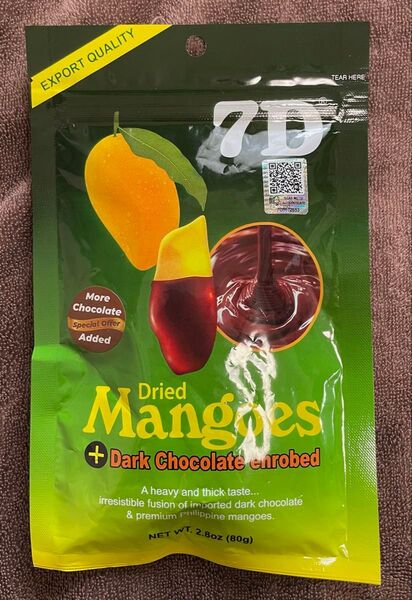 EXPORT QUALITY
TEAR HERE
7D
More
Chocolate
Special Offer
Added
Dried
Mangoes
+ Dark Chocolate enrobed
A heavy and thick taste...
irresistible fusion of imported dark chocolate
& premium Philippine mangoes.
NET WT. 2.8oz (80g)